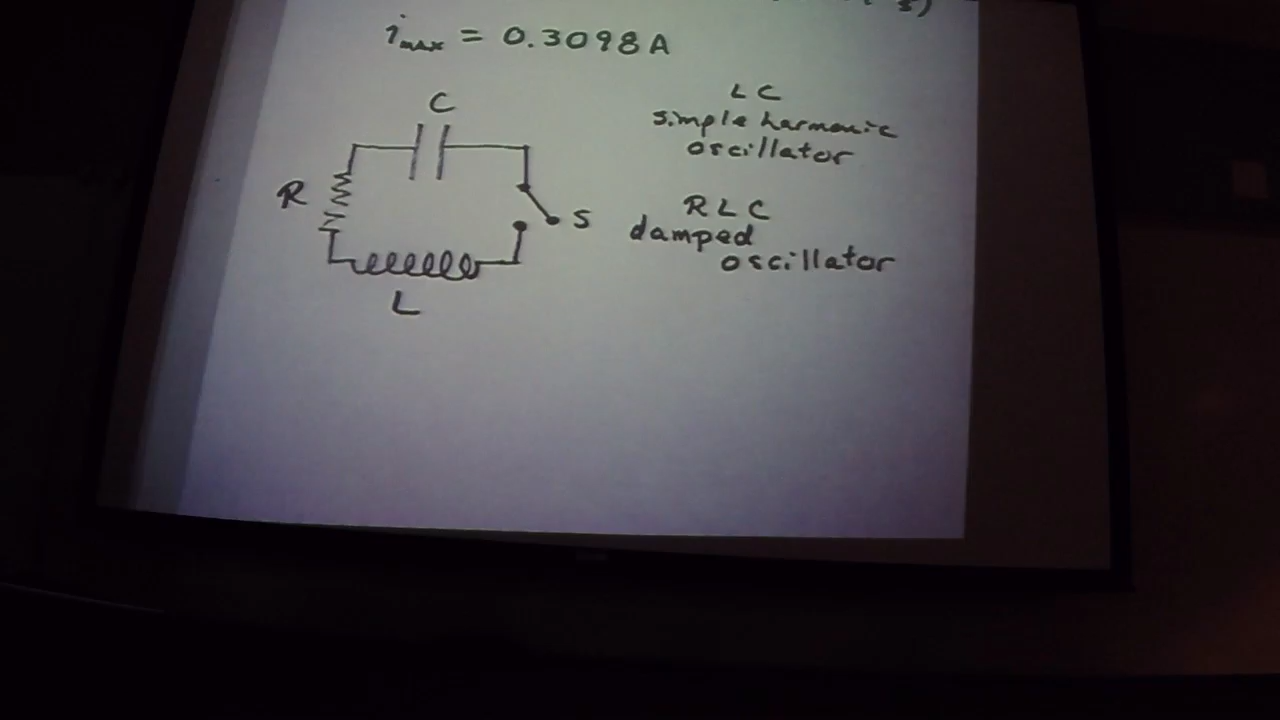 s)
i_max = 0.3098 A
C
LC
simple harmonic
oscillator
R
RLC
S
damped
oscillator
L